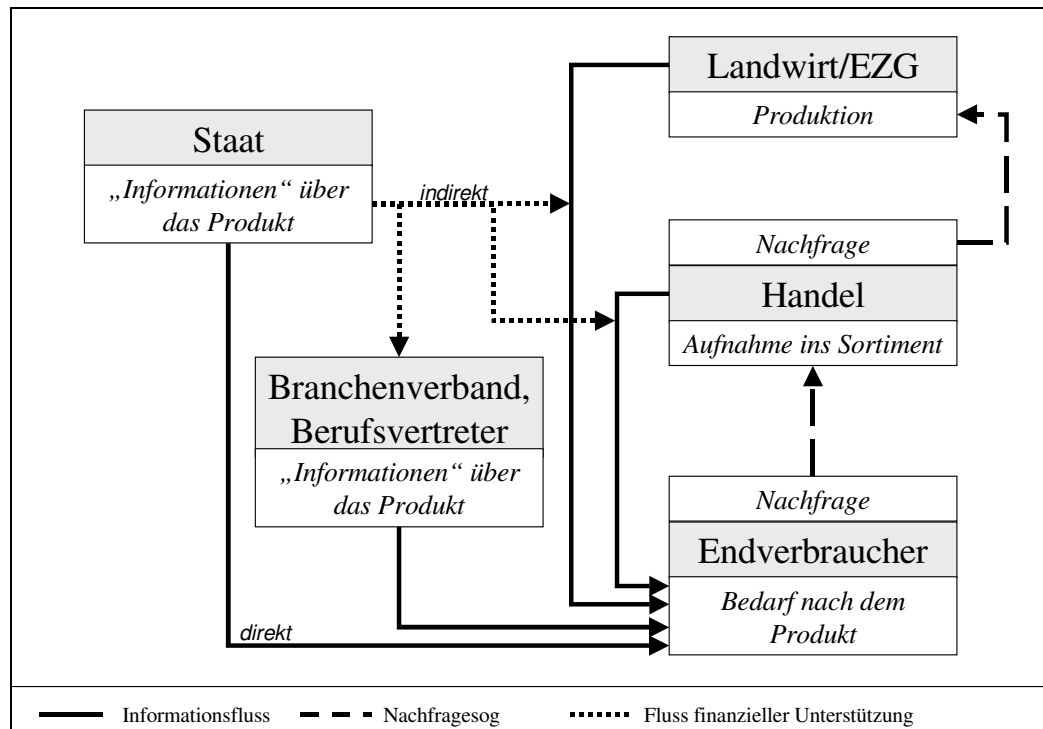 Landwirt/EZG
Produktion
Staat
„Informationen“ über
das Produkt
indirekt
Nachfrage
Handel
Aufnahme ins Sortiment
Branchenverband,
Berufsvertreter
„Informationen“ über
das Produkt
Nachfrage
Endverbraucher
Bedarf nach dem
Produkt
direkt
Informationsfluss
Nachfragesog
Fluss finanzieller Unterstützung